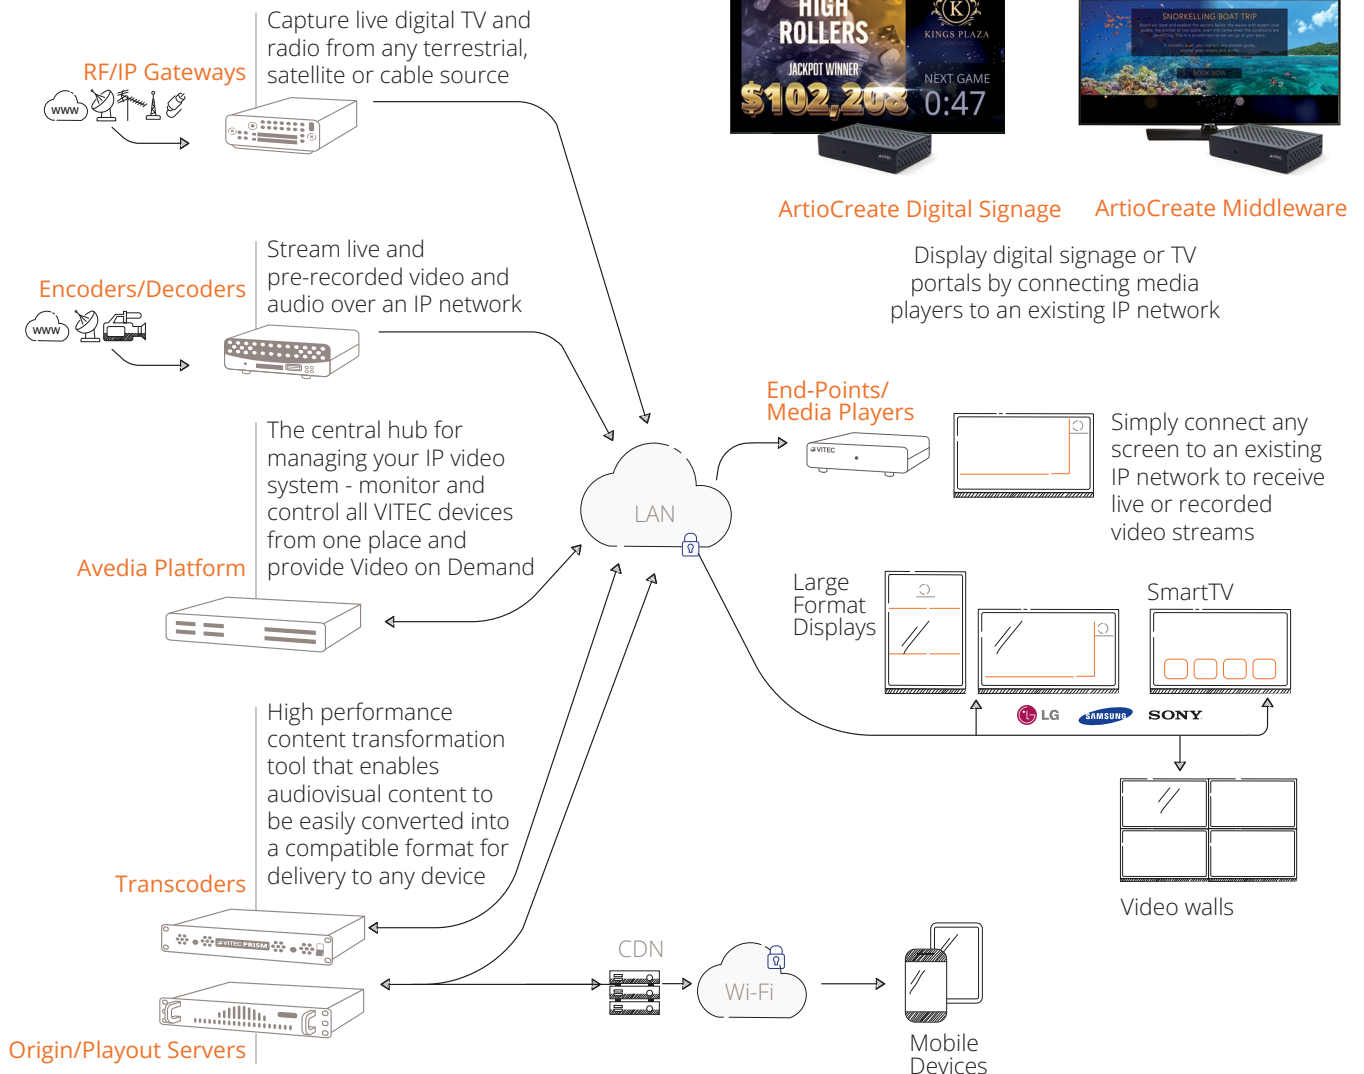 Capture live digital TV and
radio from any terrestrial,
satellite or cable source
RF/IP Gateways
www
HIGH
ROLLERS
JACKPOT WINNER
$102,208
K
KINGS PLAZA
NEXT GAME
0:47
VITEC
SNORKELLING BOAT TRIP
BOOK NOW
VITEC
ArtioCreate Digital Signage
ArtioCreate Middleware
Display digital signage or TV
portals by connecting media
players to an existing IP network
Stream live and
pre-recorded video and
audio over an IP network
Encoders/Decoders
www
End-Points/
Media Players
VITEC
Simply connect any
screen to an existing
IP network to receive
live or recorded
video streams
The central hub for
managing your IP video
system - monitor and
control all VITEC devices
from one place and
provide Video on Demand
Avedia Platform
LAN
Large
Format
Displays
SmartTV
LG
SAMSUNG
SONY
High performance
content transformation
tool that enables
audiovisual content to
be easily converted into
a compatible format for
delivery to any device
Transcoders
VITEC PRISM
Video walls
CDN
Wi-Fi
Mobile
Devices
Origin/Playout Servers